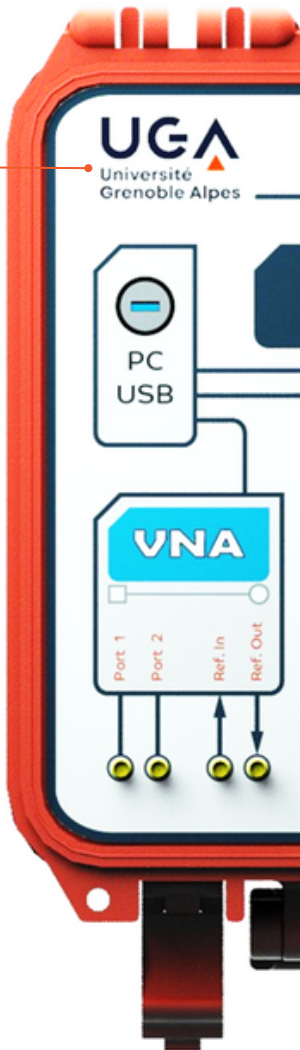 UGA
Université
Grenoble Alpes
PC
USB
VNA
Port 1
Port 2
Ref. In
Ref. Out